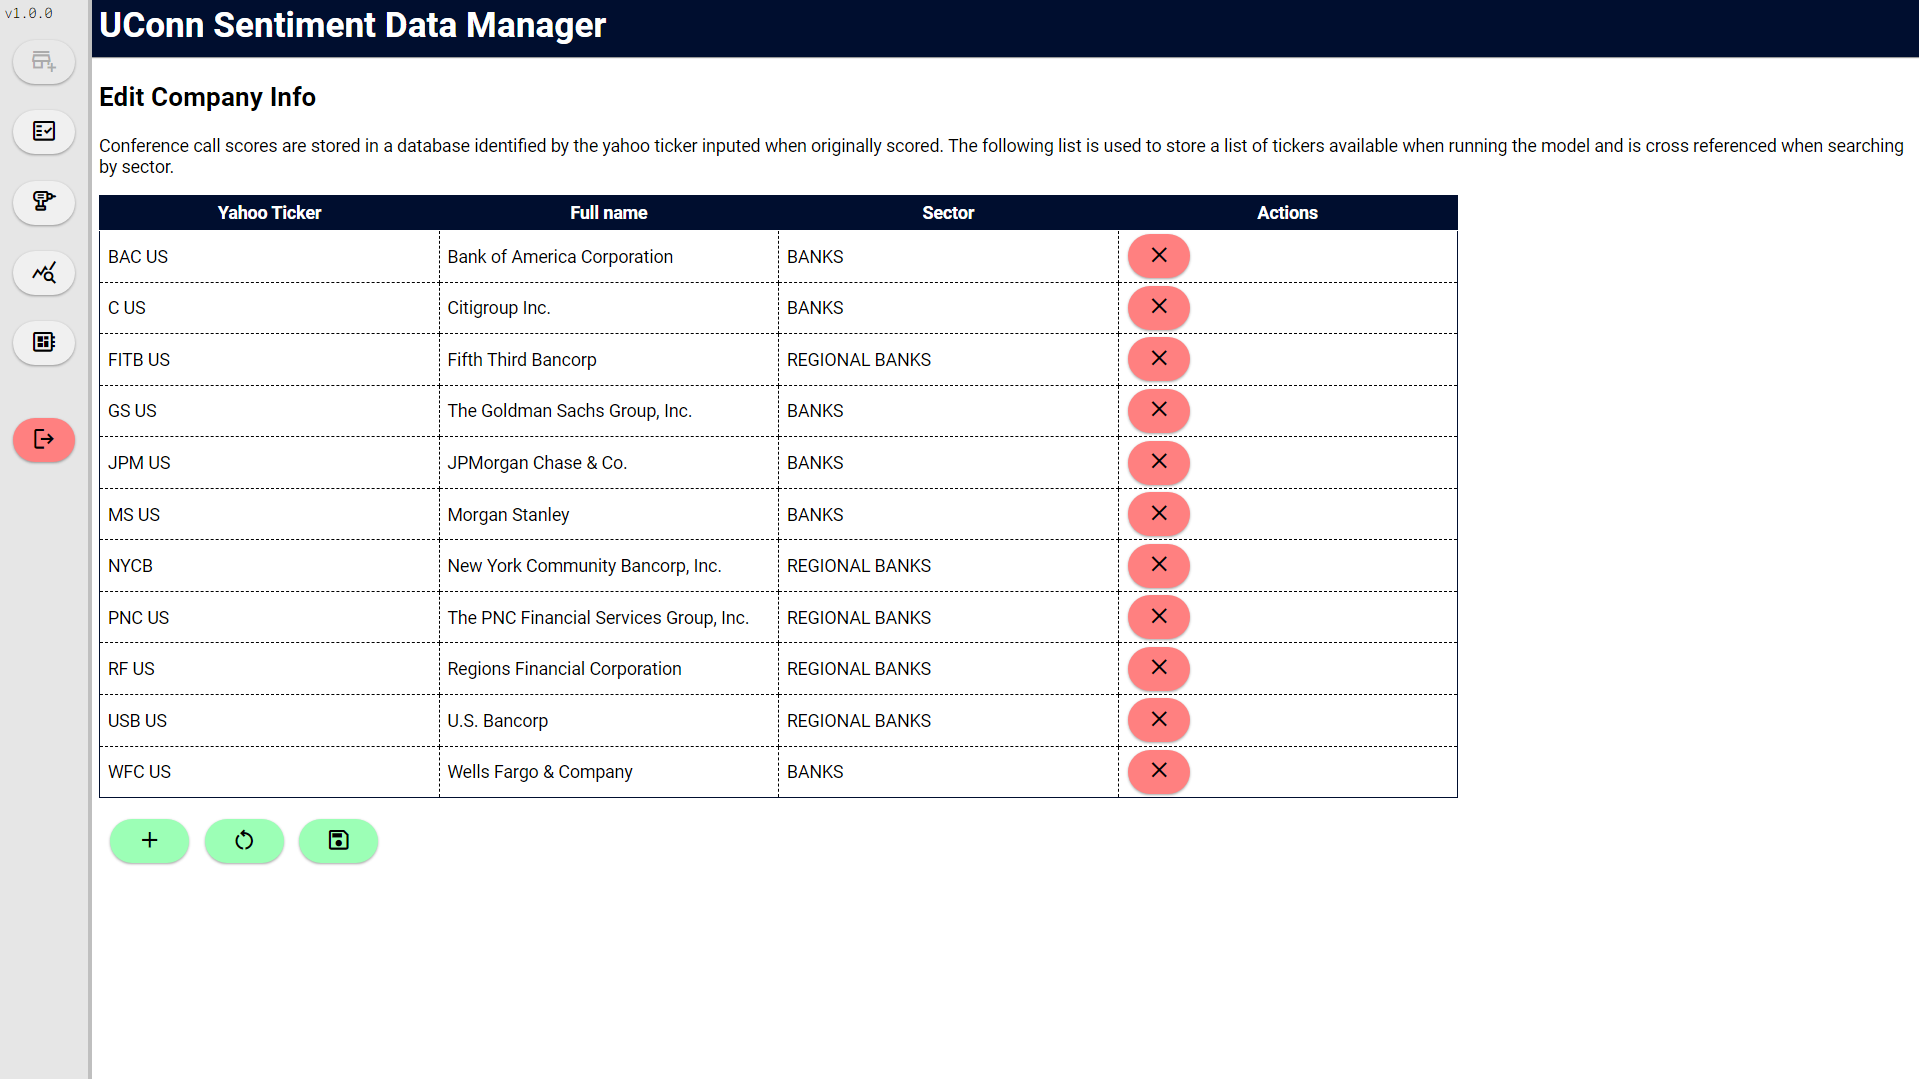 v1.0.0
UConn Sentiment Data Manager
Edit Company Info
Conference call scores are stored in a database identified by the yahoo ticker inputed when originally scored. The following list is used to store a list of tickers available when running the model and is cross referenced when searching
by sector.
Yahoo Ticker Full name Sector Actions
BAC US Bank of America Corporation BANKS
C US Citigroup Inc. BANKS
FITB US Fifth Third Bancorp REGIONAL BANKS
GS US The Goldman Sachs Group, Inc. BANKS
JPM US JPMorgan Chase & Co. BANKS
MS US Morgan Stanley BANKS
NYCB New York Community Bancorp, Inc. REGIONAL BANKS
PNC US The PNC Financial Services Group, Inc. REGIONAL BANKS
RF US Regions Financial Corporation REGIONAL BANKS
USB US U.S. Bancorp REGIONAL BANKS
WFC US Wells Fargo & Company BANKS